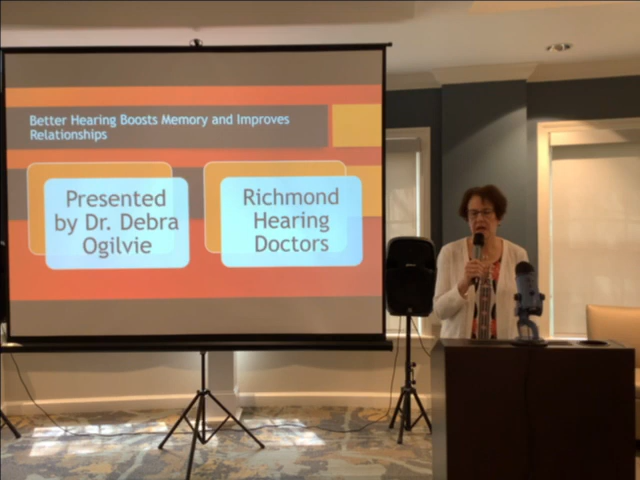 Better Hearing Boosts Memory and Improves
Relationships
Presented
by Dr. Debra
Ogilvie
Richmond
Hearing
Doctors